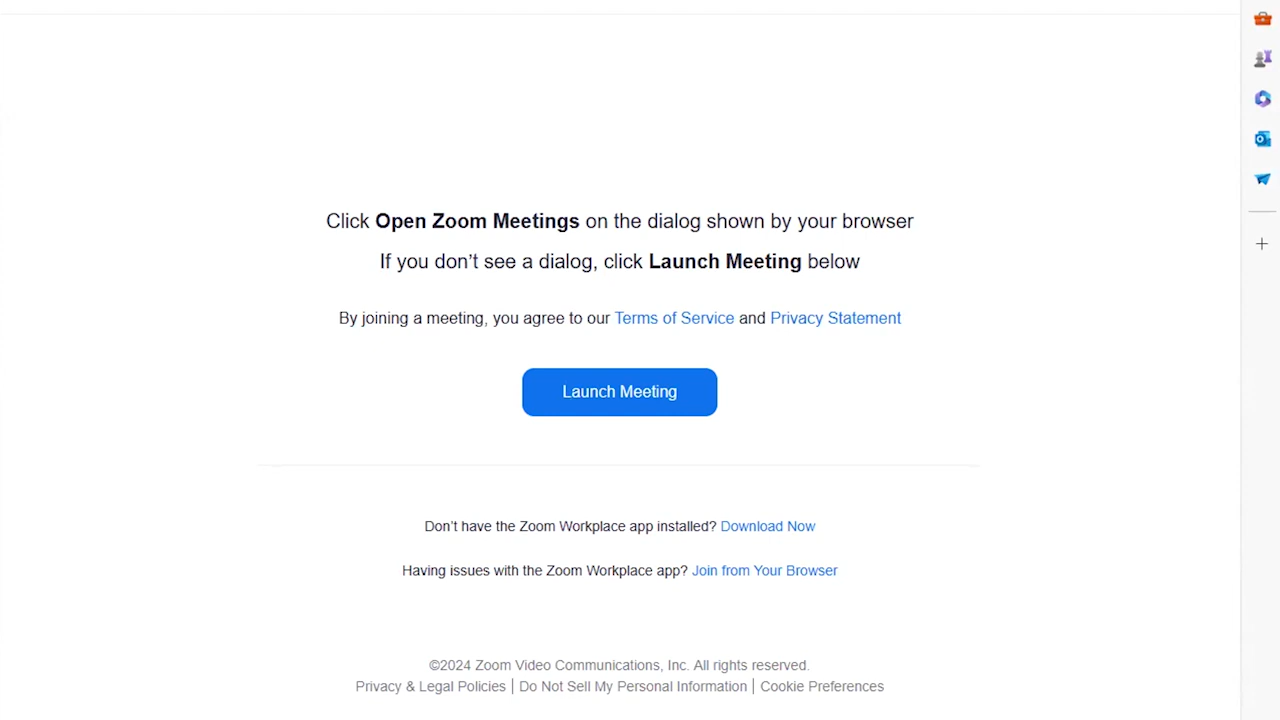 Click Open Zoom Meetings on the dialog shown by your browser
If you don’t see a dialog, click Launch Meeting below
By joining a meeting, you agree to our Terms of Service and Privacy Statement
Launch Meeting
Don’t have the Zoom Workplace app installed? Download Now
Having issues with the Zoom Workplace app? Join from Your Browser
©2024 Zoom Video Communications, Inc. All rights reserved.
Privacy & Legal Policies | Do Not Sell My Personal Information | Cookie Preferences